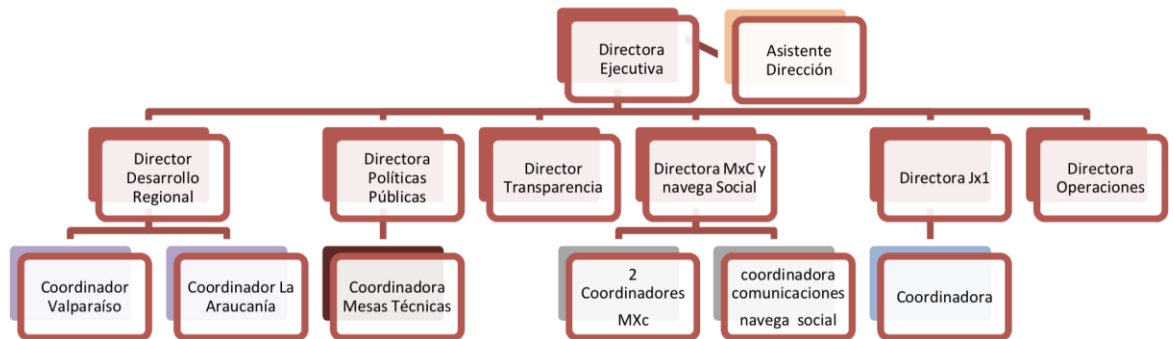 Directora
Ejecutiva
Asistente
Dirección
Director
Desarrollo
Regional
Directora
Políticas
Públicas
Director
Transparencia
Directora MxC y
navega Social
Directora Jx1
Directora
Operaciones
Coordinador
Valparaíso
Coordinador La
Araucanía
Coordinadora
Mesas Técnicas
2
Coordinadores
MXc
coordinadora
comunicaciones
navega social
Coordinadora